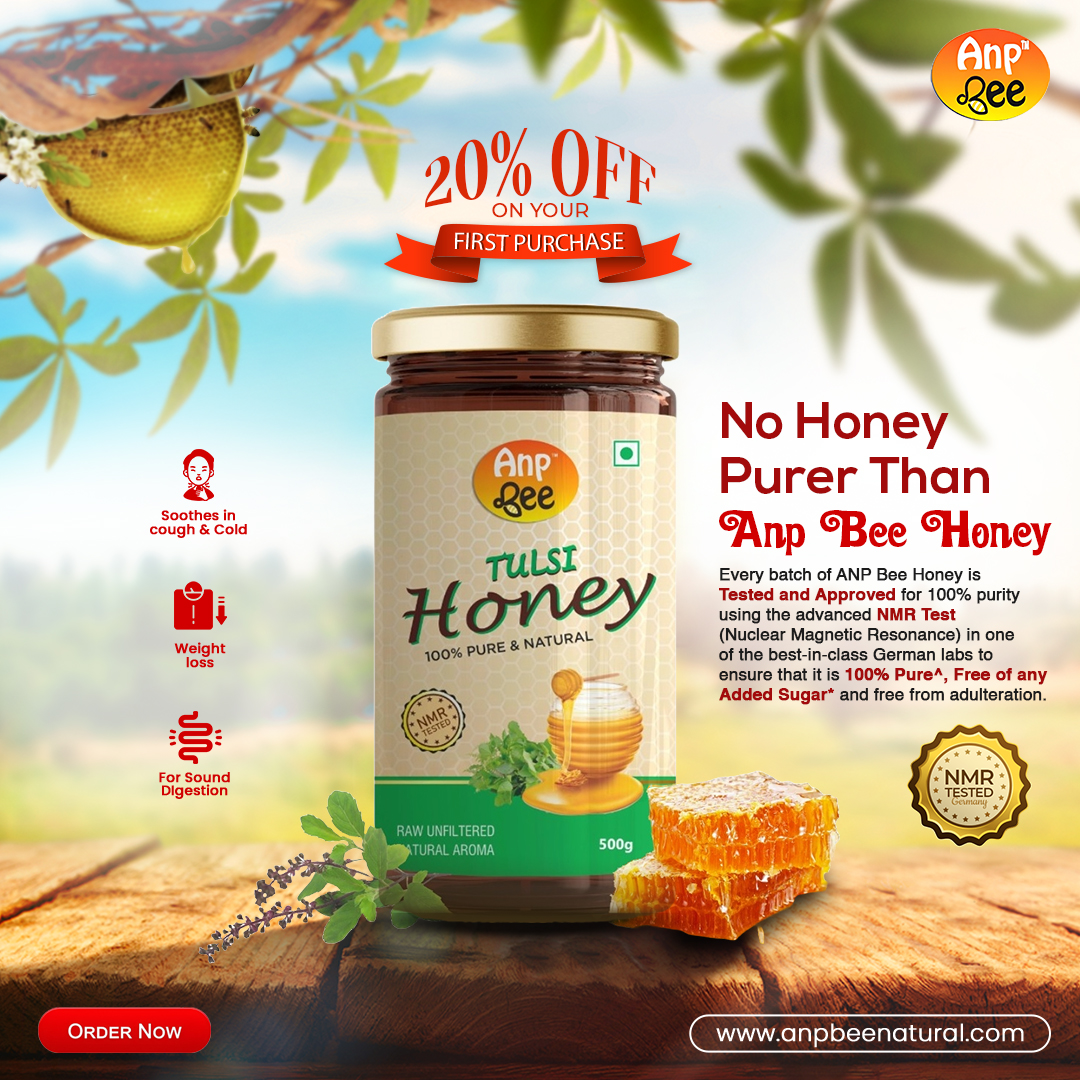 Anp™
Bee
20% OFF
ON YOUR
FIRST PURCHASE
Anp™
Bee
TULSI
Honey
100% PURE & NATURAL
NMR
TESTED
RAW UNFILTERED
ATURAL AROMA
500g
Soothes in
cough & Cold
Weight
loss
For Sound
DIgestion
No Honey
Purer Than
Anp Bee Honey
Every batch of ANP Bee Honey is
Tested and Approved for 100% purity
using the advanced NMR Test
(Nuclear Magnetic Resonance) in one
of the best-in-class German labs to
ensure that it is 100% Pure^, Free of any
Added Sugar* and free from adulteration.
NMR
TESTED
Germany
ORDER NOW
www.anpbeenatural.com